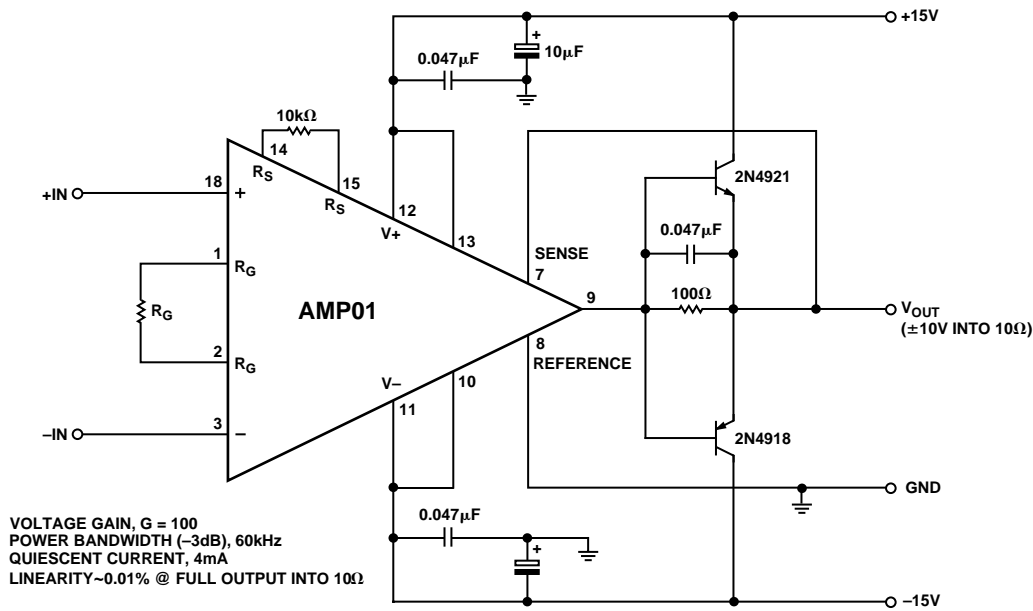 +15V
+
0.047μF
10μF
10kΩ
14
RS
15
RS
12
V+
13
2N4921
+IN
18
+
0.047μF
SENSE
7
1
RG
RG
AMP01
9
100Ω
VOUT
(±10V INTO 10Ω)
8
REFERENCE
2
RG
V–
10
11
2N4918
–IN
3
–
GND
0.047μF
+
VOLTAGE GAIN, G = 100
POWER BANDWIDTH (–3dB), 60kHz
QUIESCENT CURRENT, 4mA
LINEARITY~0.01% @ FULL OUTPUT INTO 10Ω
–15V